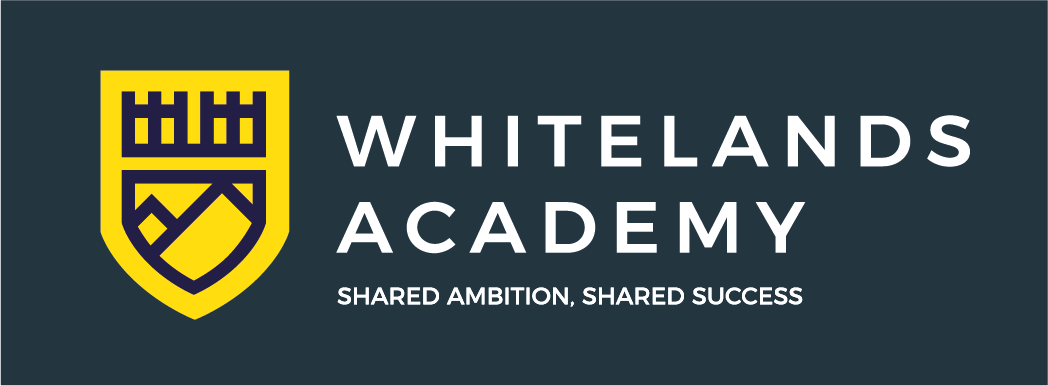 WHITELANDS
ACADEMY
SHARED AMBITION, SHARED SUCCESS